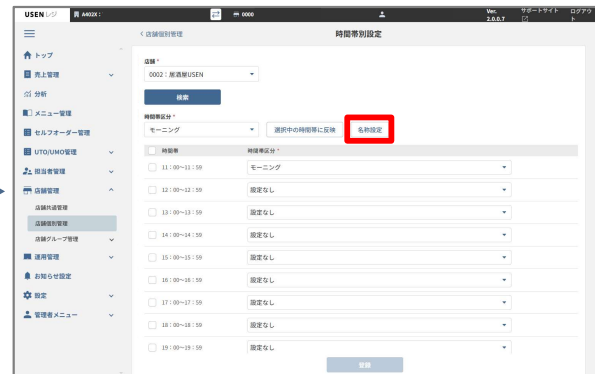 USEN レジ A402X： 0000 Ver. 2.0.0.7 サポートサイト ログアウト
＜店舗個別管理 時間帯別設定
トップ
売上管理
分析
メニュー管理
セルフオーダー管理
UTO/UMO管理
担当者管理
店舗管理
店舗共通管理
店舗個別管理
店舗グループ管理
運用管理
お知らせ設定
設定
管理者メニュー
店舗 *
0002：居酒屋USEN
検索
時間帯区分 *
モーニング 選択中の時間帯に反映 名称設定
時間帯 時間帯区分 *
11：00～11：59 モーニング
12：00～12：59 設定なし
13：00～13：59 設定なし
14：00～14：59 設定なし
15：00～15：59 設定なし
16：00～16：59 設定なし
17：00～17：59 設定なし
18：00～18：59 設定なし
19：00～19：59 設定なし
登録